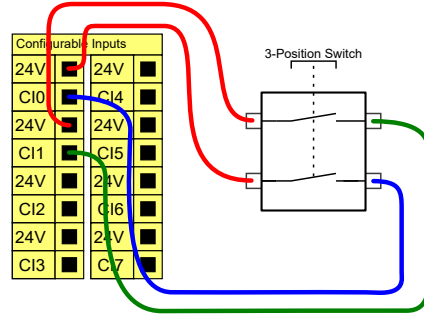 Configurable Inputs
3-Position Switch
24V 24V
CI0 CI4
24V 24V
CI1 CI5
24V 24V
CI2 CI6
24V 24V
CI3 CI7